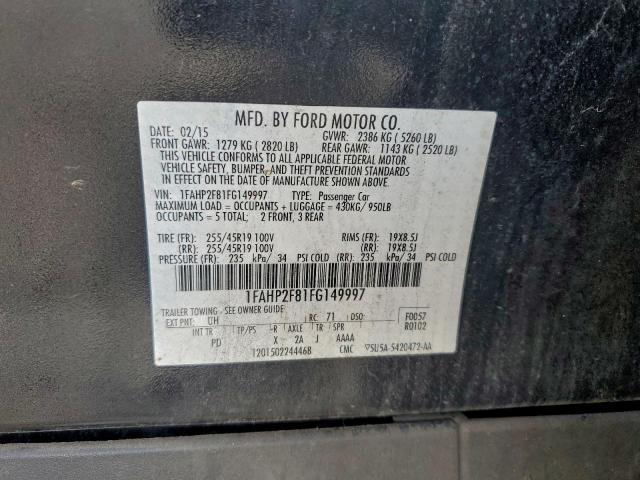 MFD. BY FORD MOTOR CO.
DATE: 02/15 GVWR: 2386 KG ( 5260 LB)
FRONT GAWR: 1279 KG ( 2820 LB) REAR GAWR: 1143 KG ( 2520 LB)
THIS VEHICLE CONFORMS TO ALL APPLICABLE FEDERAL MOTOR
VEHICLE SAFETY, BUMPER, AND THEFT PREVENTION STANDARDS
IN EFFECT ON THE DATE OF MANUFACTURE SHOWN ABOVE.
VIN: 1FAHP2F81FG149997 TYPE: Passenger Car
MAXIMUM LOAD = OCCUPANTS + LUGGAGE = 430KG/ 950LB
OCCUPANTS = 5 TOTAL; 2 FRONT, 3 REAR
TIRE (FR): 255/45R19 100V RIMS (FR): 19X8.5J
(RR): 255/45R19 100V (RR): 19X8.5J
PRESSURE (FR): 235 kPa/ 34 PSI COLD (RR): 235 kPa/ 34 PSI COLD
1FAHP2F81FG149997
TRAILER TOWING - SEE OWNER GUIDE
EXT PNT: UH RC: 71 DSO: F0057
INT TR TP/PS R AXLE TR SPR R0102
PD X 2A J AAAA
12015022446B CMC 5U5A-5420472-AA